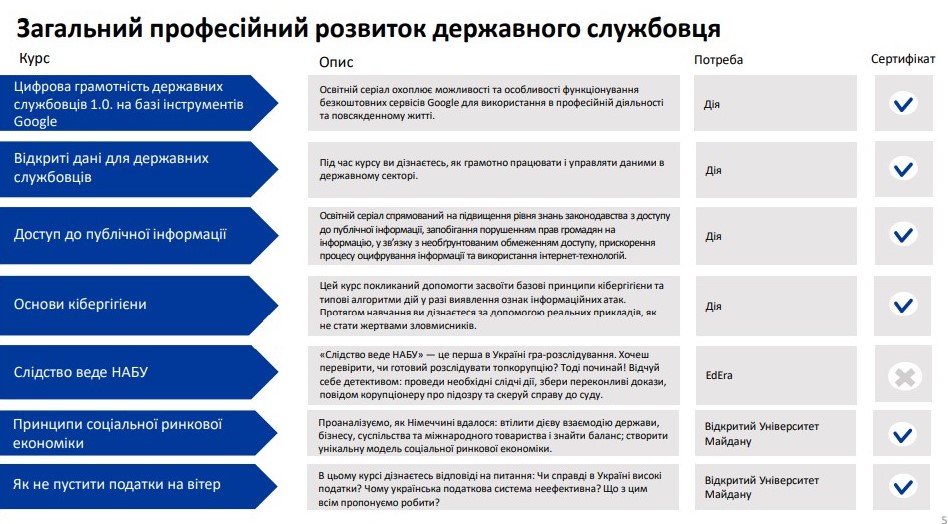 Загальний професійний розвиток державного службовця
Курс
Опис
Потреба
Сертифікат
Цифрова грамотність державних
службовців 1.0. на базі інструментів
Google
Освітній серіал охоплює можливості та особливості функціонування
безкоштовних сервісів Google для використання в професійній діяльності
та повсякденному житті.
Дія
Відкриті дані для державних
службовців
Під час курсу ви дізнаєтесь, як грамотно працювати і управляти даними в
державному секторі.
Дія
Доступ до публічної інформації
Освітній серіал спрямований на підвищення рівня знань законодавства з доступу
до публічної інформації, запобігання порушенням прав громадян на
інформацію, у зв’язку з необґрунтованим обмеженням доступу, прискорення
процесу оцифрування інформації та використання інтернет-технологій.
Дія
Основи кібергігієни
Цей курс покликаний допомогти засвоїти базові принципи кібергігієни та
типові алгоритми дій у разі виявлення ознак інформаційних атак.
Протягом навчання ви дізнаєтеся за допомогою реальних прикладів, як
не стати жертвами зловмисників.
Дія
Слідство веде НАБУ
«Слідство веде НАБУ» — це перша в Україні гра-розслідування. Хочеш
перевірити, чи готовий розслідувати топкорупцію? Тоді починай! Відчуй
себе детективом: проведи необхідні слідчі дії, збери переконливі докази,
повідом корупціонеру про підозру та скеруй справу до суду.
EdEra
Принципи соціальної ринкової
економіки
Проаналізуємо, як Німеччині вдалося: втілити дієву взаємодію держави,
бізнесу, суспільства та міжнародного товариства і знайти баланс; створити
унікальну модель соціальної ринкової економіки.
Відкритий Університет
Майдану
Як не пустити податки на вітер
В цьому курсі дізнаєтесь відповіді на питання: Чи справді в Україні високі
податки? Чому українська податкова система неефективна? Що з цим
всім пропонуємо робити?
Відкритий Університет
Майдану
5